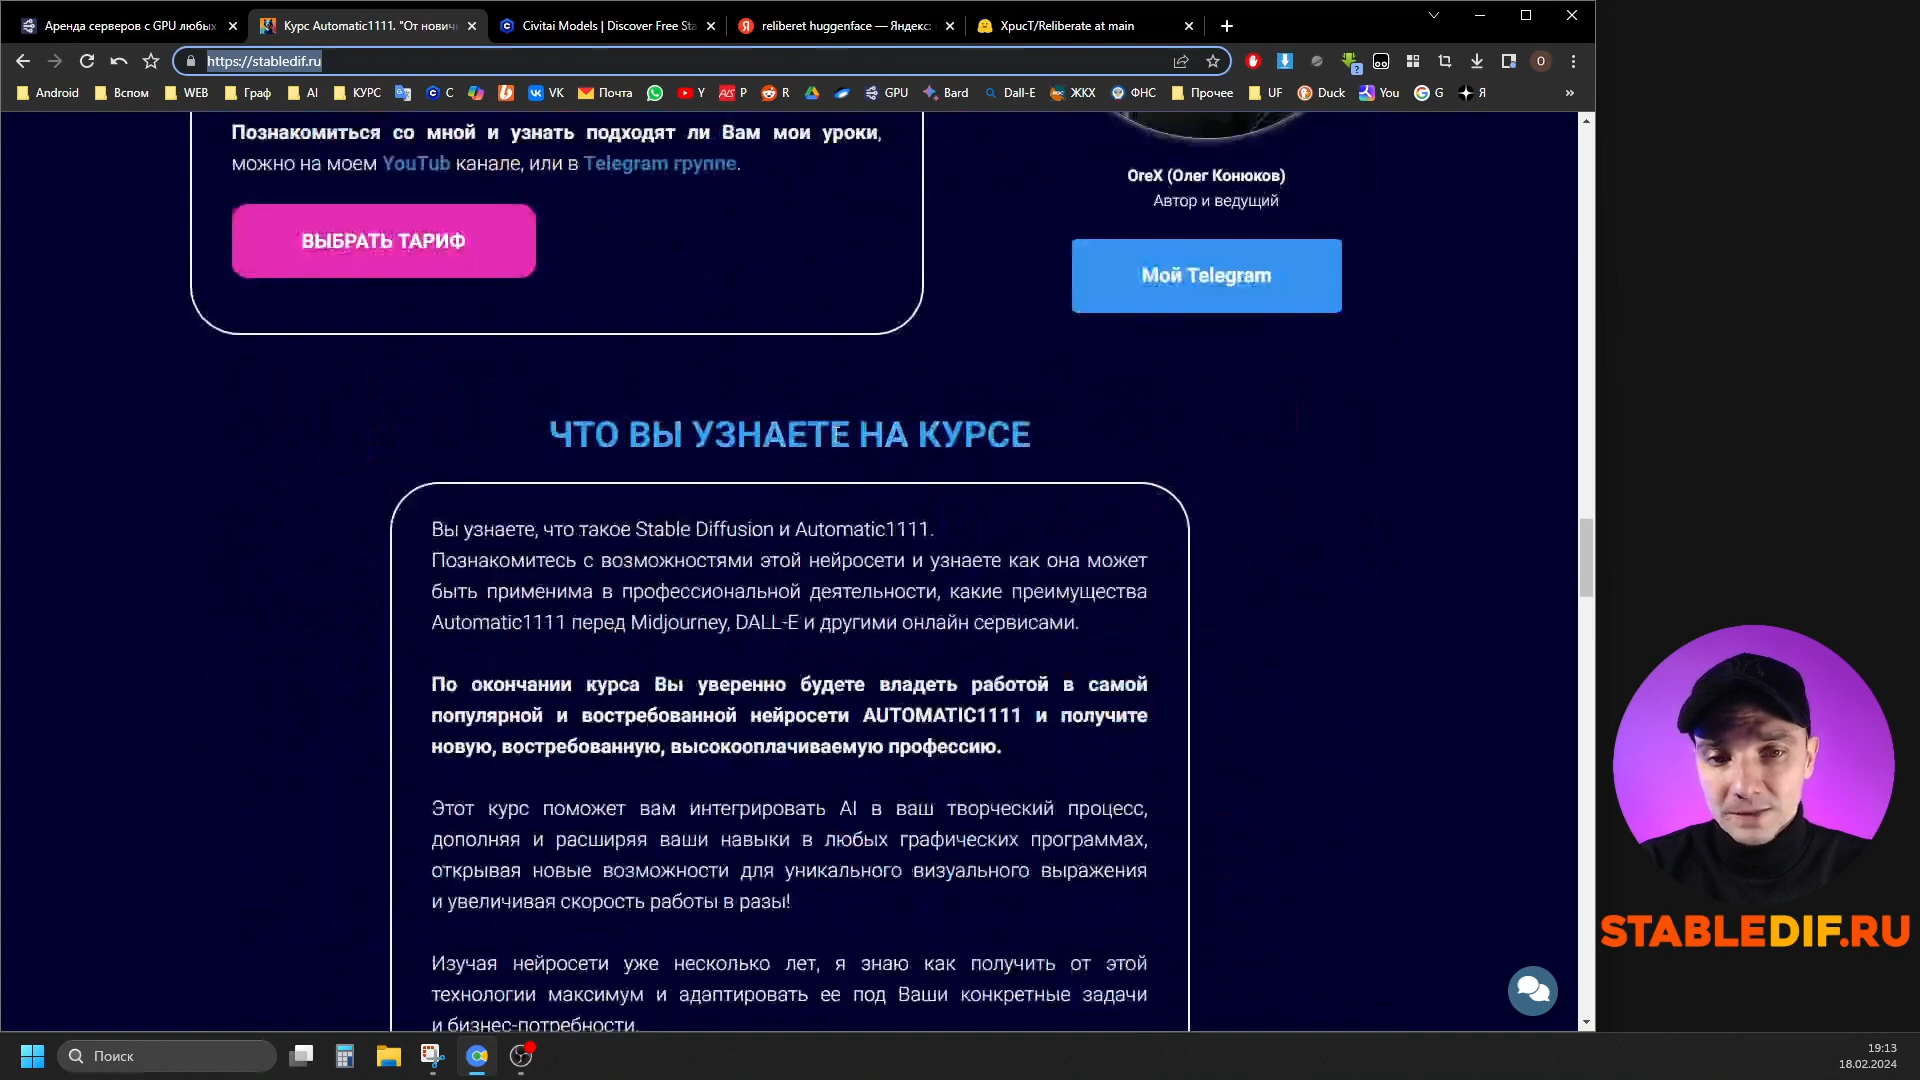 Аренда серверов с GPU любых
Курс Automatic1111. "От нович
Civitai Models | Discover Free Sta
reliberet huggenface — Яндекс:
XpucT/Reliberate at main
https://stabledif.ru
Android
Вспом
WEB
Граф
AI
КУРС
C
VK
Почта
Y
P
R
GPU
Bard
Dall-E
ЖКХ
ФНС
Прочее
UF
Duck
You
G
Я
Познакомиться со мной и узнать подходят ли Вам мои уроки,
можно на моем YouTub канале, или в Telegram группе.
ВЫБРАТЬ ТАРИФ
OreX (Олег Конюков)
Автор и ведущий
Мой Telegram
ЧТО ВЫ УЗНАЕТЕ НА КУРСЕ
Вы узнаете, что такое Stable Diffusion и Automatic1111.
Познакомитесь с возможностями этой нейросети и узнаете как она может
быть применима в профессиональной деятельности, какие преимущества
Automatic1111 перед Midjourney, DALL-E и другими онлайн сервисами.
По окончании курса Вы уверенно будете владеть работой в самой
популярной и востребованной нейросети AUTOMATIC1111 и получите
новую, востребованную, высокооплачиваемую профессию.
Этот курс поможет вам интегрировать AI в ваш творческий процесс,
дополняя и расширяя ваши навыки в любых графических программах,
открывая новые возможности для уникального визуального выражения
и увеличивая скорость работы в разы!
Изучая нейросети уже несколько лет, я знаю как получить от этой
технологии максимум и адаптировать ее под Ваши конкретные задачи
и бизнес-потребности.
STABLEDIF.RU
Поиск
19:13
18.02.2024